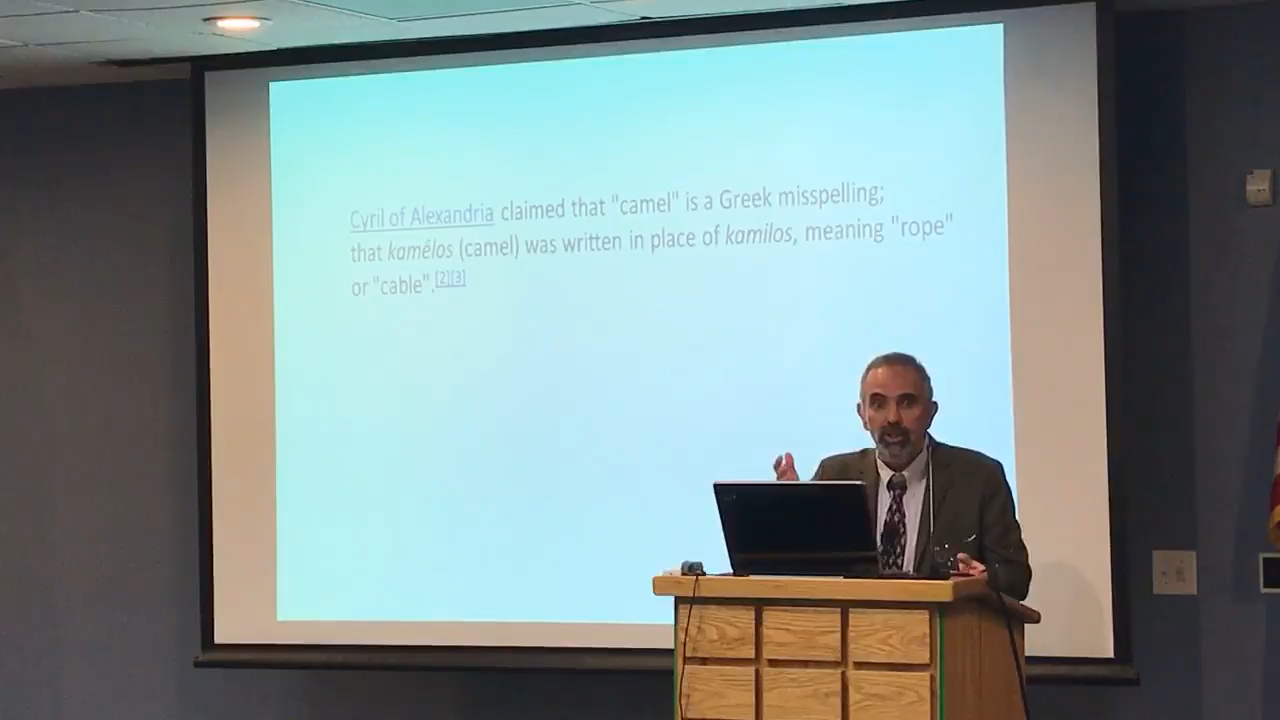 Cyril of Alexandria claimed that "camel" is a Greek misspelling;
that kamêlos (camel) was written in place of kamilos, meaning "rope"
or "cable".[2][3]